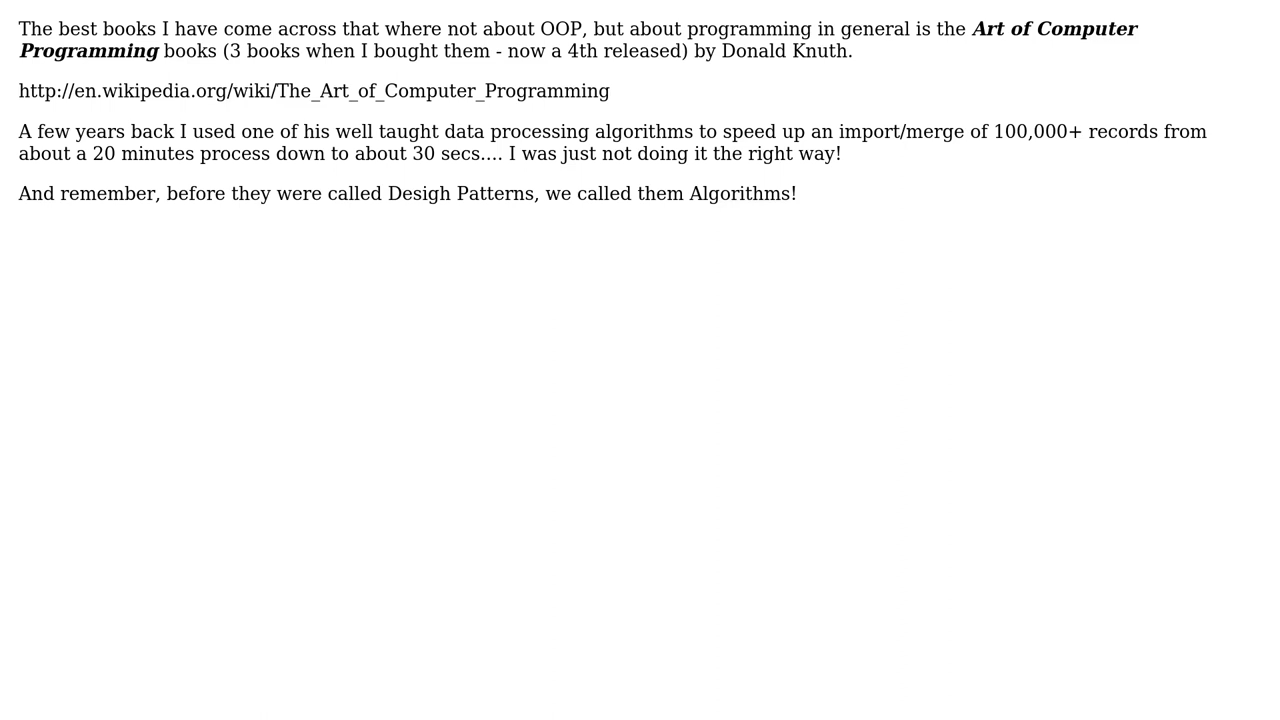 The best books I have come across that where not about OOP, but about programming in general is the Art of Computer
Programming books (3 books when I bought them - now a 4th released) by Donald Knuth.
http://en.wikipedia.org/wiki/The_Art_of_Computer_Programming
A few years back I used one of his well taught data processing algorithms to speed up an import/merge of 100,000+ records from
about a 20 minutes process down to about 30 secs.... I was just not doing it the right way!
And remember, before they were called Desigh Patterns, we called them Algorithms!